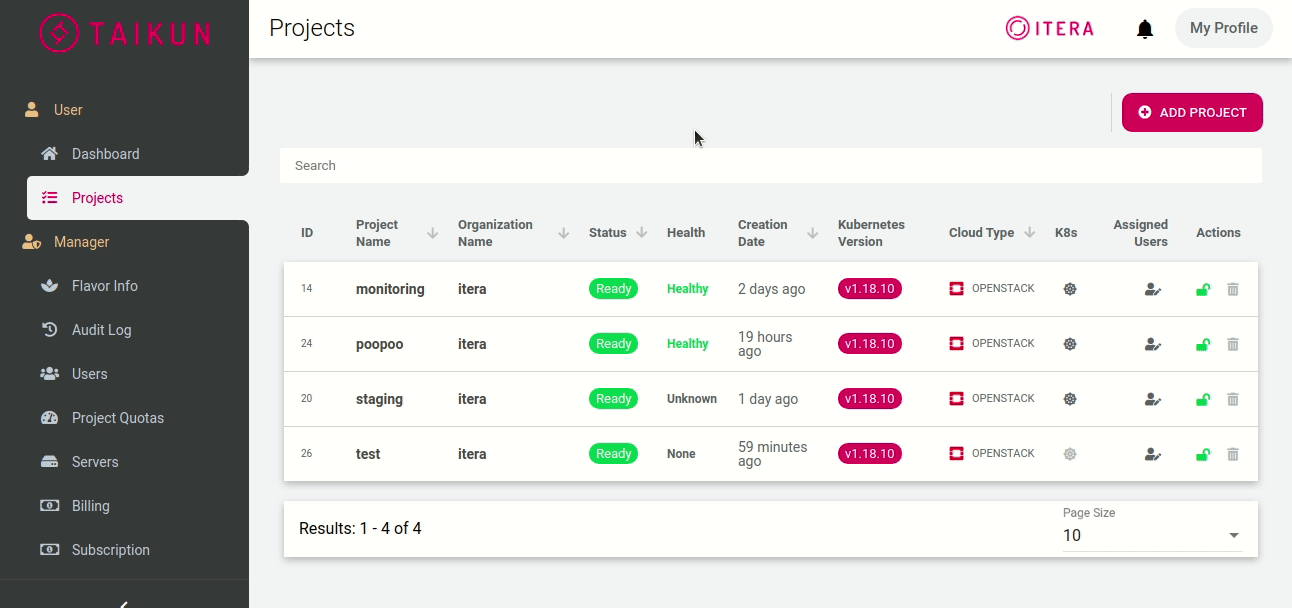 TAIKUN
Projects
ITERA
My Profile
User
Dashboard
Projects
Manager
Flavor Info
Audit Log
Users
Project Quotas
Servers
Billing
Subscription
ADD PROJECT
Search
ID Project Name Organization Name Status Health Creation Date Kubernetes Version Cloud Type K8s Assigned Users Actions
14 monitoring itera Ready Healthy 2 days ago v1.18.10 OPENSTACK
24 poopoo itera Ready Healthy 19 hours ago v1.18.10 OPENSTACK
20 staging itera Ready Unknown 1 day ago v1.18.10 OPENSTACK
26 test itera Ready None 59 minutes ago v1.18.10 OPENSTACK
Results: 1 - 4 of 4
Page Size
10